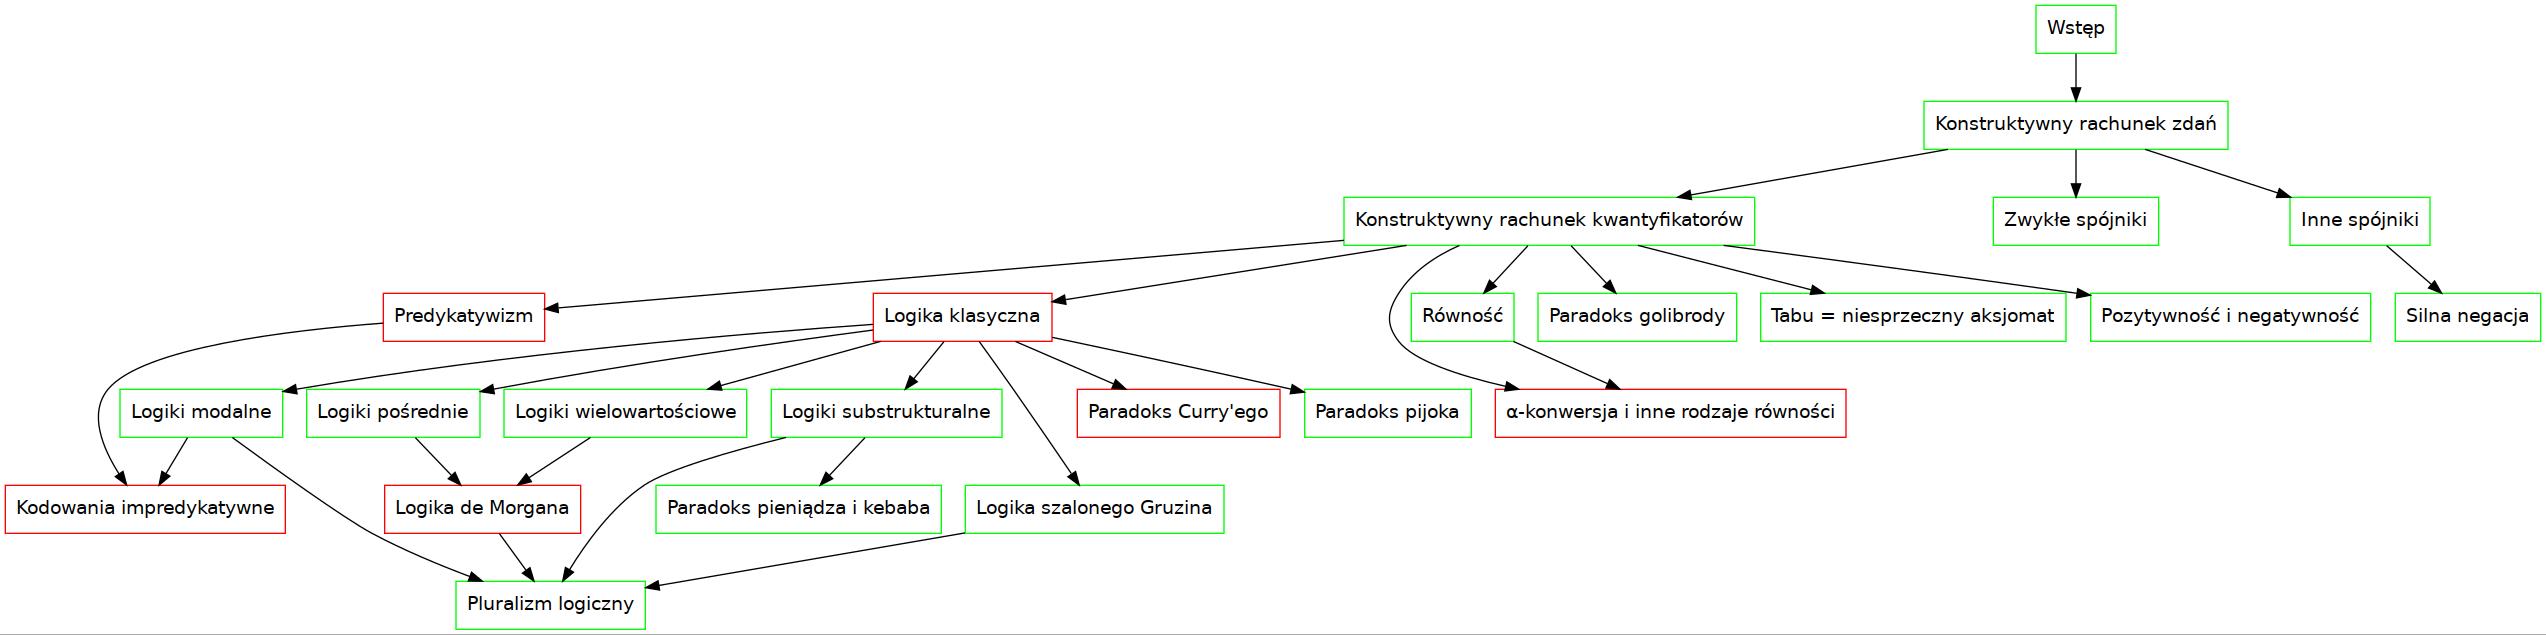 Wstęp
Konstruktywny rachunek zdań
Konstruktywny rachunek kwantyfikatorów
Zwykłe spójniki
Inne spójniki
Predykatywizm
Logika klasyczna
Równość
Paradoks golibrody
Tabu = niesprzeczny aksjomat
Pozytywność i negatywność
Silna negacja
Logiki modalne
Logiki pośrednie
Logiki wielowartościowe
Logiki substrukturalne
Paradoks Curry'ego
Paradoks pijoka
α-konwersja i inne rodzaje równości
Kodowania impredykatywne
Logika de Morgana
Paradoks pieniądza i kebaba
Logika szalonego Gruzina
Pluralizm logiczny